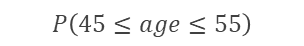 P(45 ≤ age ≤ 55)